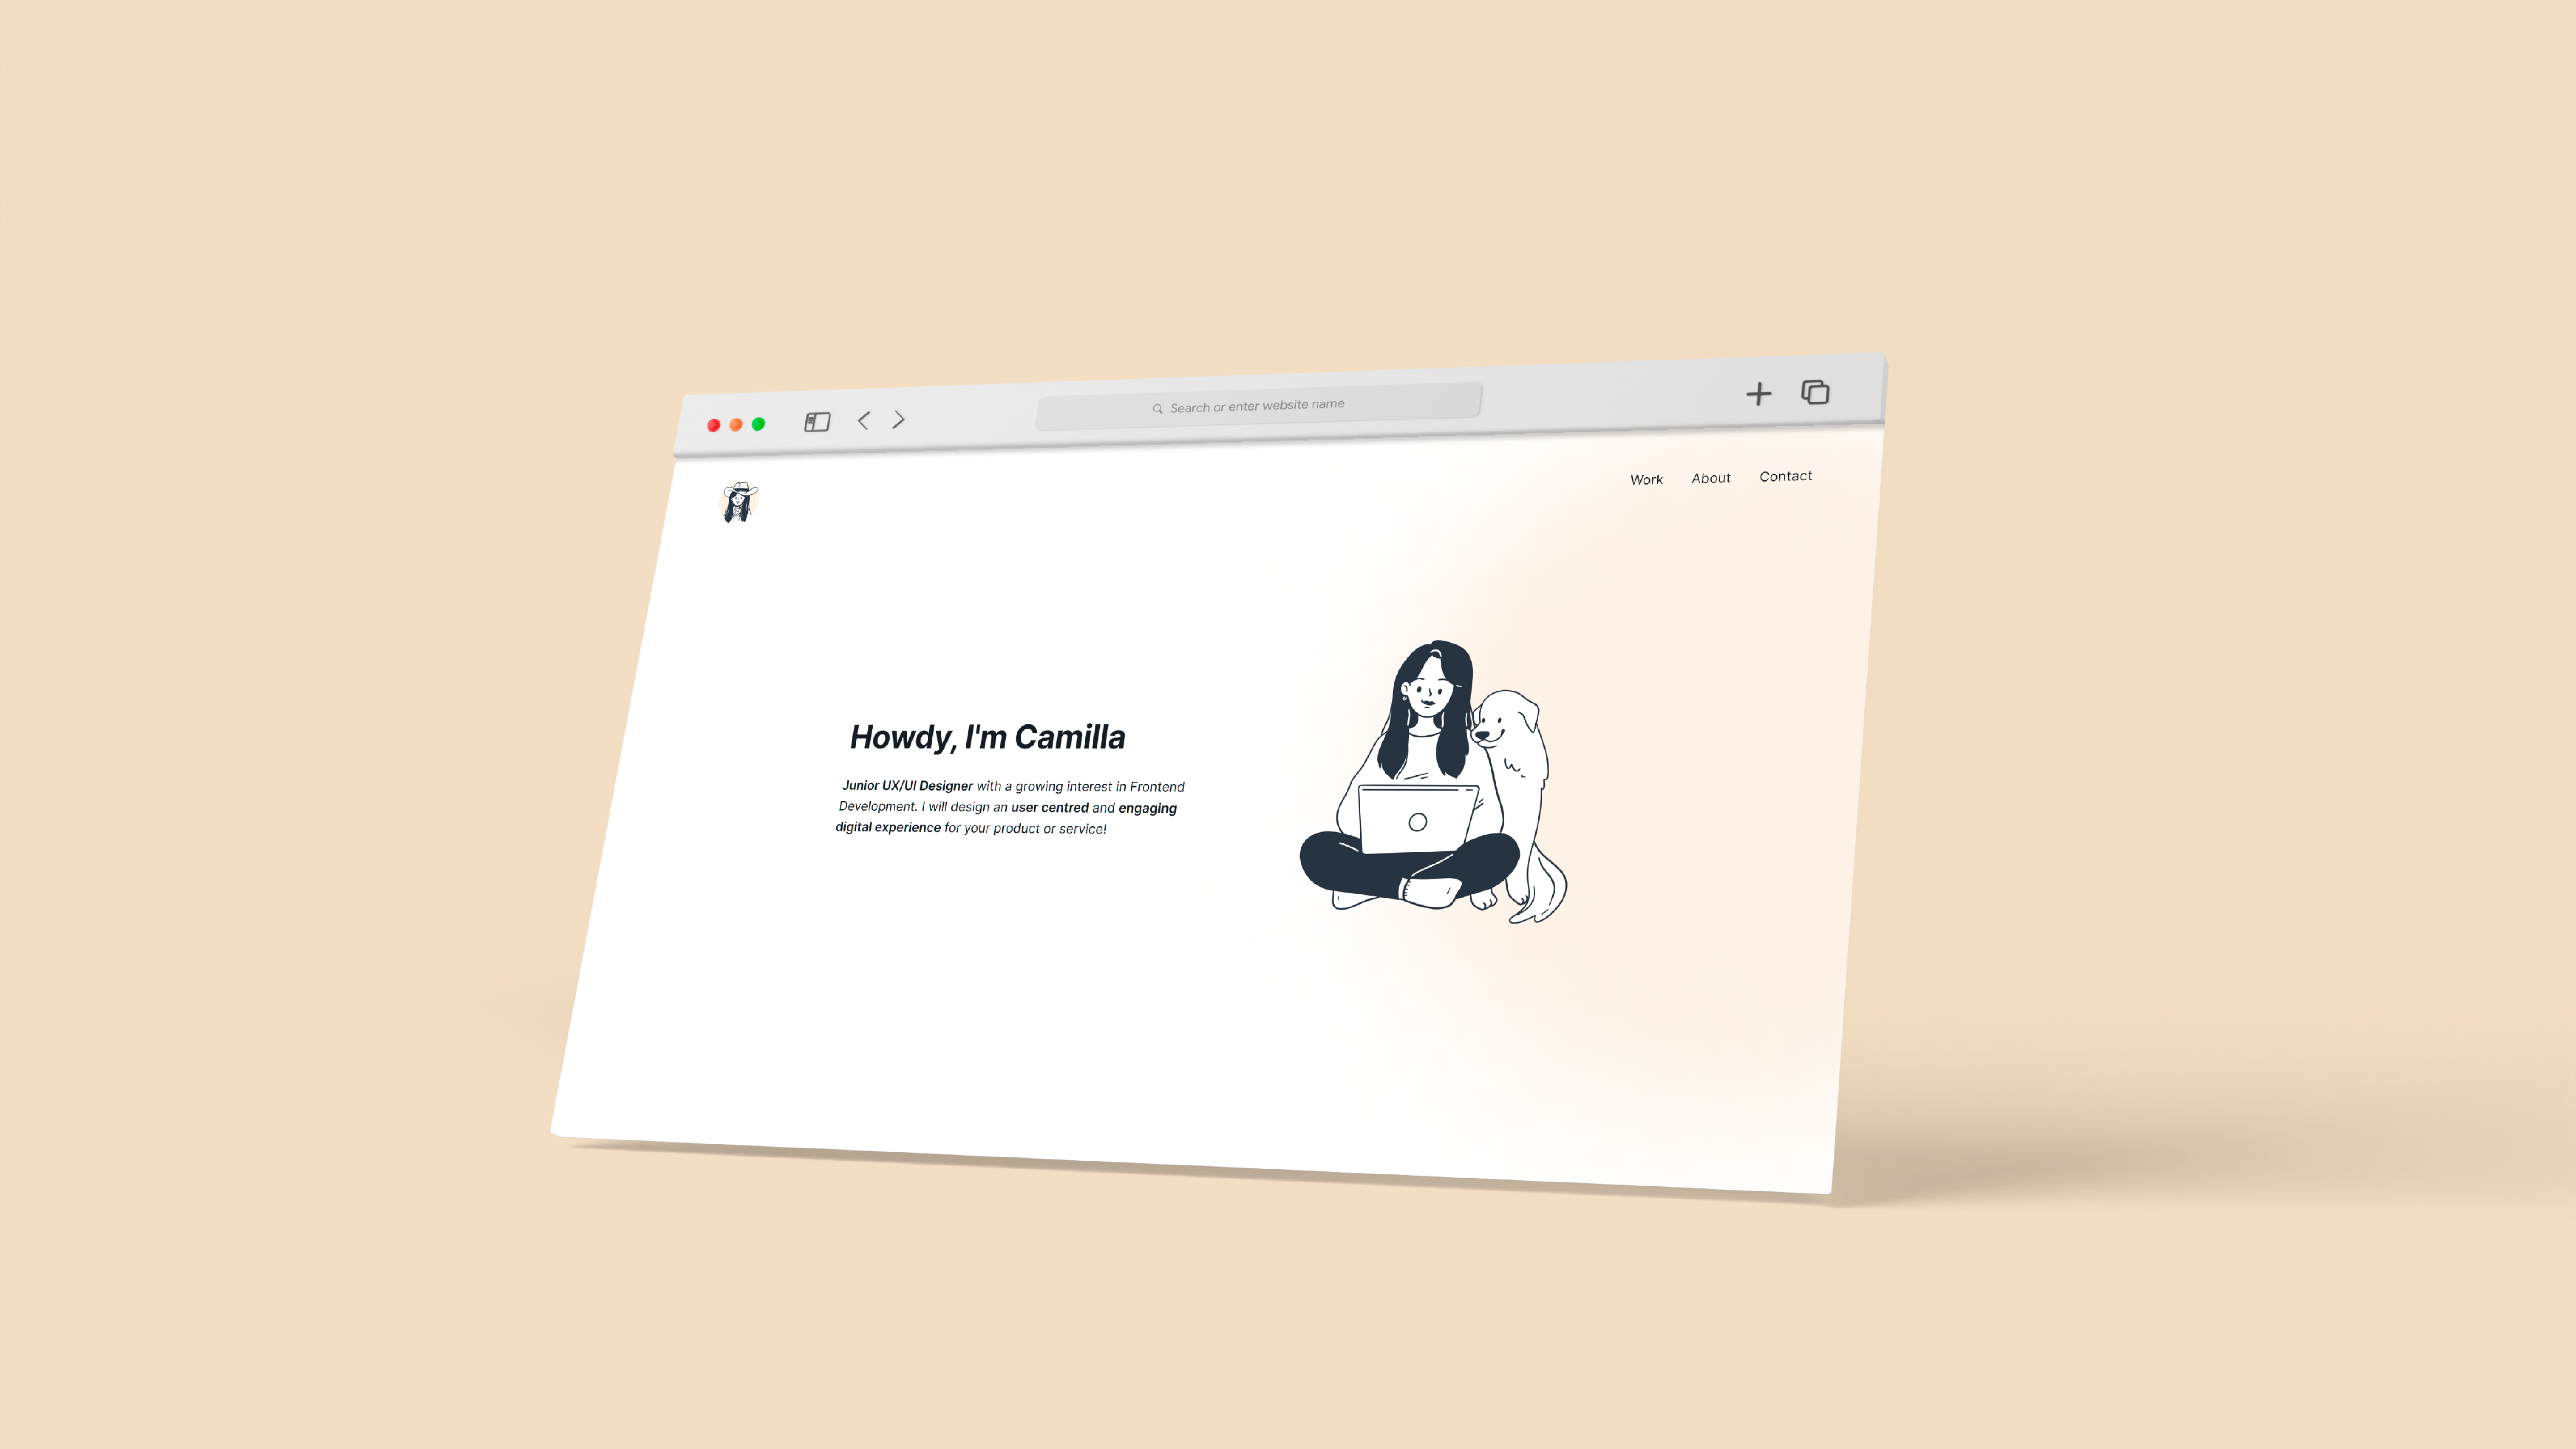 Search or enter website name
Work About Contact
Howdy, I'm Camilla
Junior UX/UI Designer with a growing interest in Frontend
Development. I will design an user centred and engaging
digital experience for your product or service!